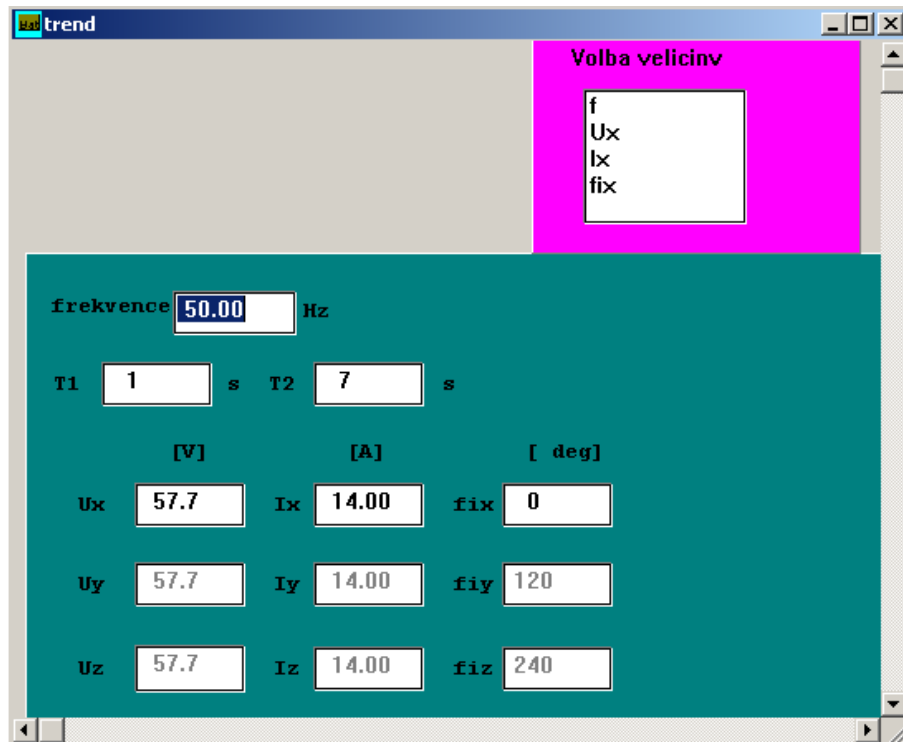 trend
Volba velicinv
f
Ux
Ix
fix
frekvence 50.00 Hz
T1 1 s T2 7 s
[V] [A] [ deg]
Ux 57.7 Ix 14.00 fix 0
Uy 57.7 Iy 14.00 fiy 120
Uz 57.7 Iz 14.00 fiz 240